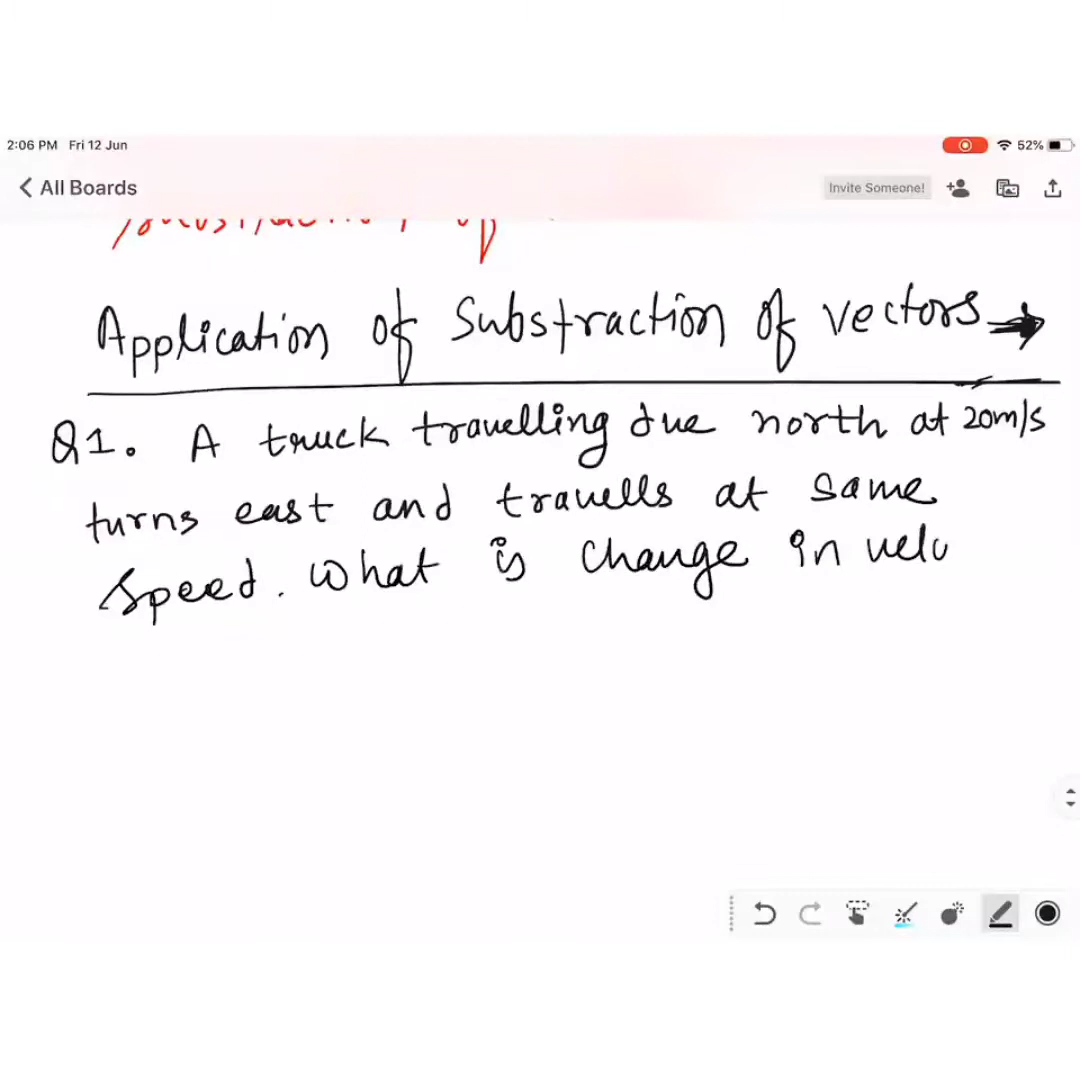 2:06 PM Fri 12 Jun 52%
All Boards Invite Someone!
Application of Substraction of vectors
Q1. A truck travelling due north at 20m/s
turns east and travells at same
speed. What is change in velo